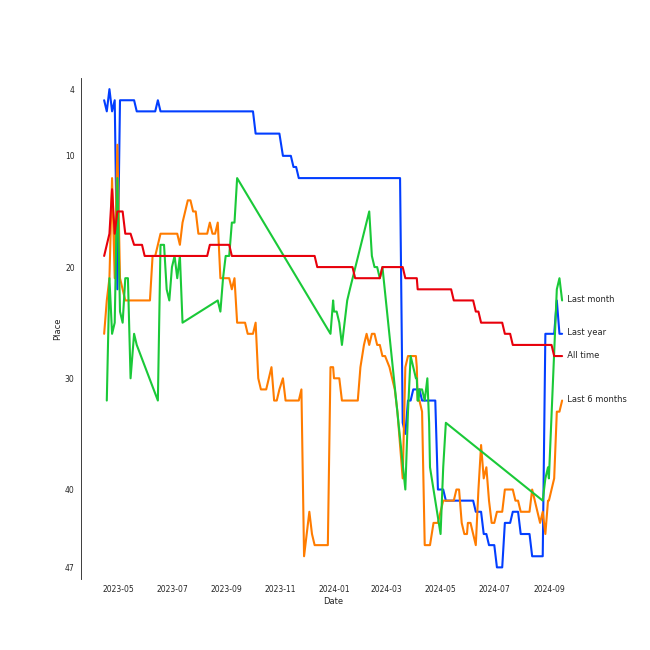 4
10
20
30
40
47
Place
2023-05
2023-07
2023-09
2023-11
2024-01
2024-03
2024-05
2024-07
2024-09
Date
Last month
Last year
All time
Last 6 months